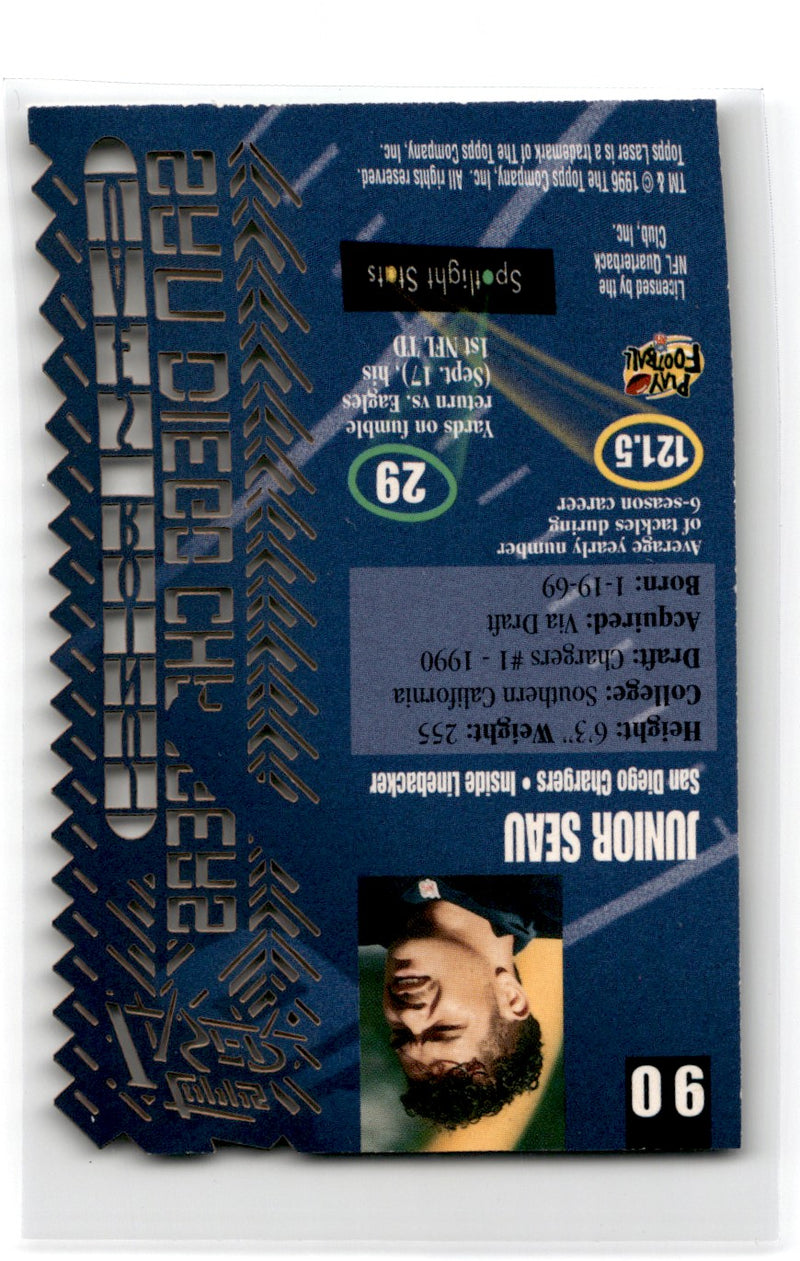 90
JUNIOR SEAU
San Diego Chargers • Inside Linebacker
Height: 6'3" Weight: 255
College: Southern California
Draft: Chargers #1 - 1990
Acquired: Via Draft
Born: 1-19-69
Average yearly number
of tackles during
6-season career
121.5
29
Yards on fumble
return vs. Eagles
(Sept. 17), his
1st NFL TD
Spotlight Stats
PLAY
FOOTBALL
Licensed by the
NFL Quarterback
Club, Inc.
TM & © 1996 The Topps Company, Inc. All rights reserved.
Topps Laser is a trademark of The Topps Company, Inc.
Topps
LASER
SAN DIEGO CHARGERS